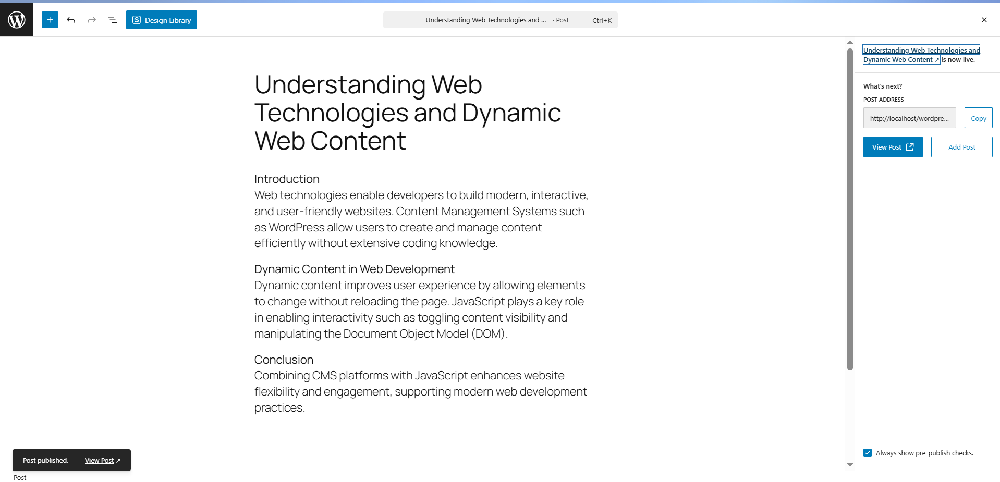 Design Library
Understanding Web Technologies and ... · Post Ctrl+K
Understanding Web
Technologies and Dynamic
Web Content
Introduction
Web technologies enable developers to build modern, interactive,
and user-friendly websites. Content Management Systems such
as WordPress allow users to create and manage content
efficiently without extensive coding knowledge.
Dynamic Content in Web Development
Dynamic content improves user experience by allowing elements
to change without reloading the page. JavaScript plays a key role
in enabling interactivity such as toggling content visibility and
manipulating the Document Object Model (DOM).
Conclusion
Combining CMS platforms with JavaScript enhances website
flexibility and engagement, supporting modern web development
practices.
Understanding Web Technologies and
Dynamic Web Content ↗ is now live.
What's next?
POST ADDRESS
http://localhost/wordpre... Copy
View Post Add Post
Always show pre-publish checks.
Post published. View Post ↗
Post